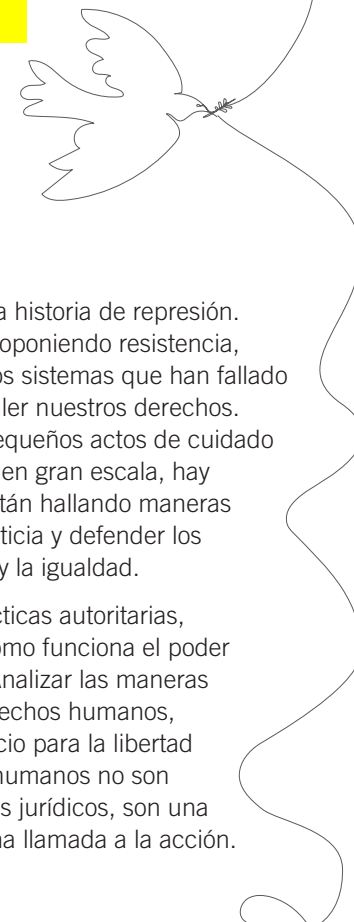 a historia de represión.
oponiendo resistencia,
os sistemas que han fallado
ler nuestros derechos.
equeños actos de cuidado
en gran escala, hay
tán hallando maneras
ticia y defender los
y la igualdad.
cticas autoritarias,
ómo funciona el poder
Analizar las maneras
rechos humanos,
cio para la libertad
humanos no son
s jurídicos, son una
na llamada a la acción.